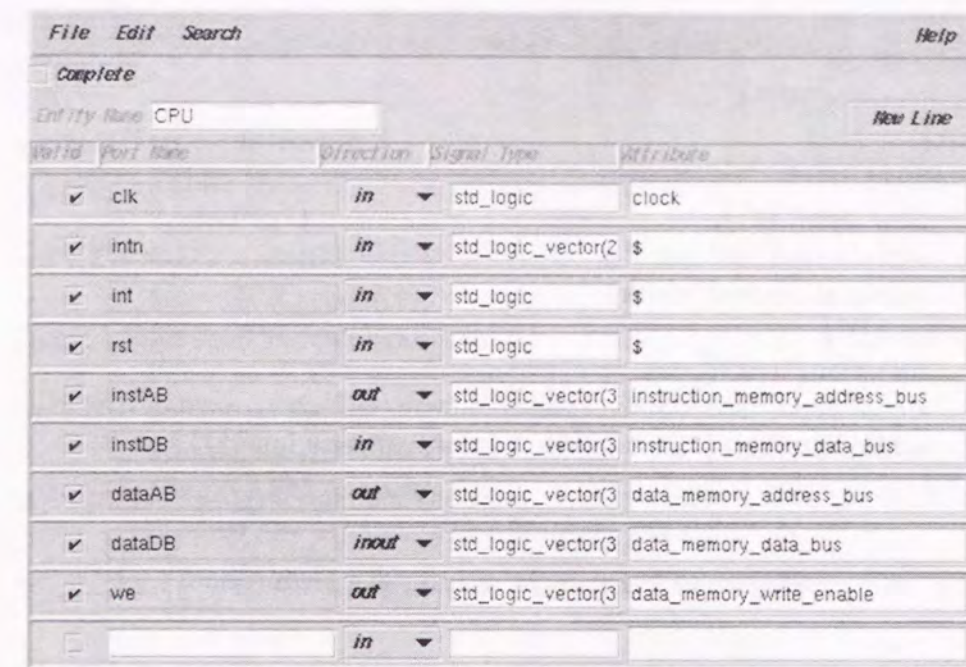 File Edit Search Help
Complete
Entity Name CPU New Line
Valid Port Name Direction Signal Type Attribute
clk in std_logic clock
intn in std_logic_vector(2 $
int in std_logic $
rst in std_logic $
instAB out std_logic_vector(3 instruction_memory_address_bus
instDB in std_logic_vector(3 instruction_memory_data_bus
dataAB out std_logic_vector(3 data_memory_address_bus
dataDB inout std_logic_vector(3 data_memory_data_bus
we out std_logic_vector(3 data_memory_write_enable
in